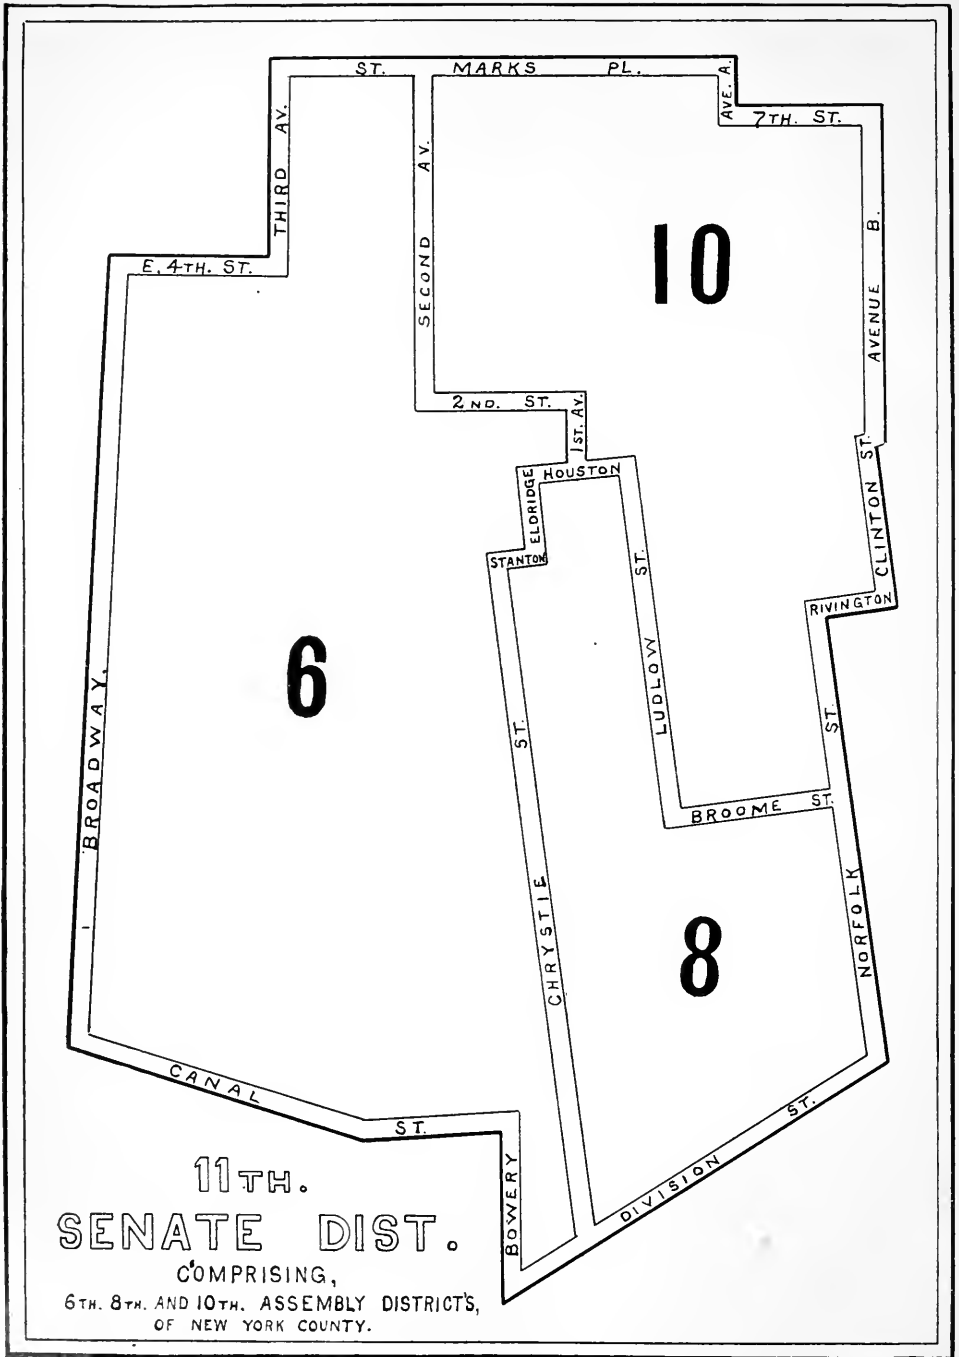 ST. MARKS PL.
AVE. A.
7TH. ST.
THIRD AV.
SECOND AV.
AVENUE B.
E. 4TH. ST.
10
2ND. ST.
1ST. AV.
HOUSTON
ELDRIDGE
STANTON
CLINTON ST.
RIVINGTON
LUDLOW ST.
6
BROADWAY.
CHRYSTIE ST.
BROOME ST.
NORFOLK ST.
8
CANAL ST.
BOWERY
DIVISION ST.
11TH.
SENATE DIST.
COMPRISING,
6TH. 8TH. AND 10TH. ASSEMBLY DISTRICT'S,
OF NEW YORK COUNTY.